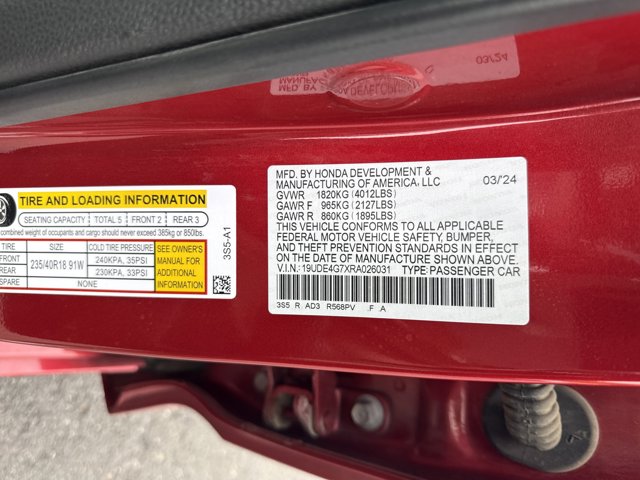 TIRE AND LOADING INFORMATION
SEATING CAPACITY TOTAL 5 FRONT 2 REAR 3
combined weight of occupants and cargo should never exceed 385kg or 850lbs.
TIRE SIZE COLD TIRE PRESSURE
FRONT 235/40R18 91W 240KPA, 35PSI
REAR 230KPA, 33PSI
SPARE NONE
SEE OWNER'S
MANUAL FOR
ADDITIONAL
INFORMATION
3S5-A1
MFD. BY HONDA DEVELOPMENT &
MANUFACTURING OF AMERICA, LLC 03/24
GVWR 1820KG (4012LBS)
GAWR F 965KG (2127LBS)
GAWR R 860KG (1895LBS)
THIS VEHICLE CONFORMS TO ALL APPLICABLE
FEDERAL MOTOR VEHICLE SAFETY, BUMPER,
AND THEFT PREVENTION STANDARDS IN EFFECT
ON THE DATE OF MANUFACTURE SHOWN ABOVE.
V.I.N.: 19UDE4G7XRA026031 TYPE: PASSENGER CAR
3S5 R AD3 R568PV .F .A